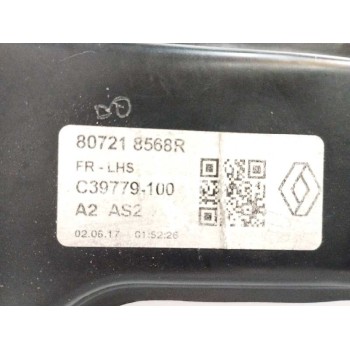 80721 8568R
FR - LHS
C39779-100
A2 AS2
02.06.17 01:52:26